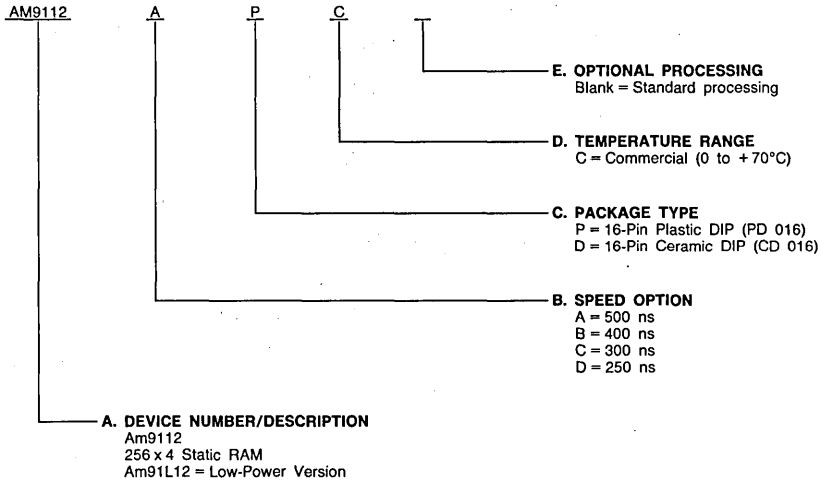 AM9112 A P C
E. OPTIONAL PROCESSING
Blank = Standard processing
D. TEMPERATURE RANGE
C = Commercial (0 to +70°C)
C. PACKAGE TYPE
P = 16-Pin Plastic DIP (PD 016)
D = 16-Pin Ceramic DIP (CD 016)
B. SPEED OPTION
A = 500 ns
B = 400 ns
C = 300 ns
D = 250 ns
A. DEVICE NUMBER/DESCRIPTION
Am9112
256 x 4 Static RAM
Am91L12 = Low-Power Version